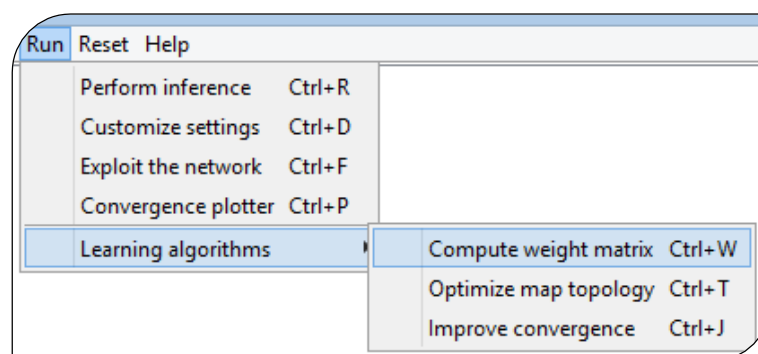 Run Reset Help
Perform inference Ctrl+R
Customize settings Ctrl+D
Exploit the network Ctrl+F
Convergence plotter Ctrl+P
Learning algorithms
Compute weight matrix Ctrl+W
Optimize map topology Ctrl+T
Improve convergence Ctrl+J